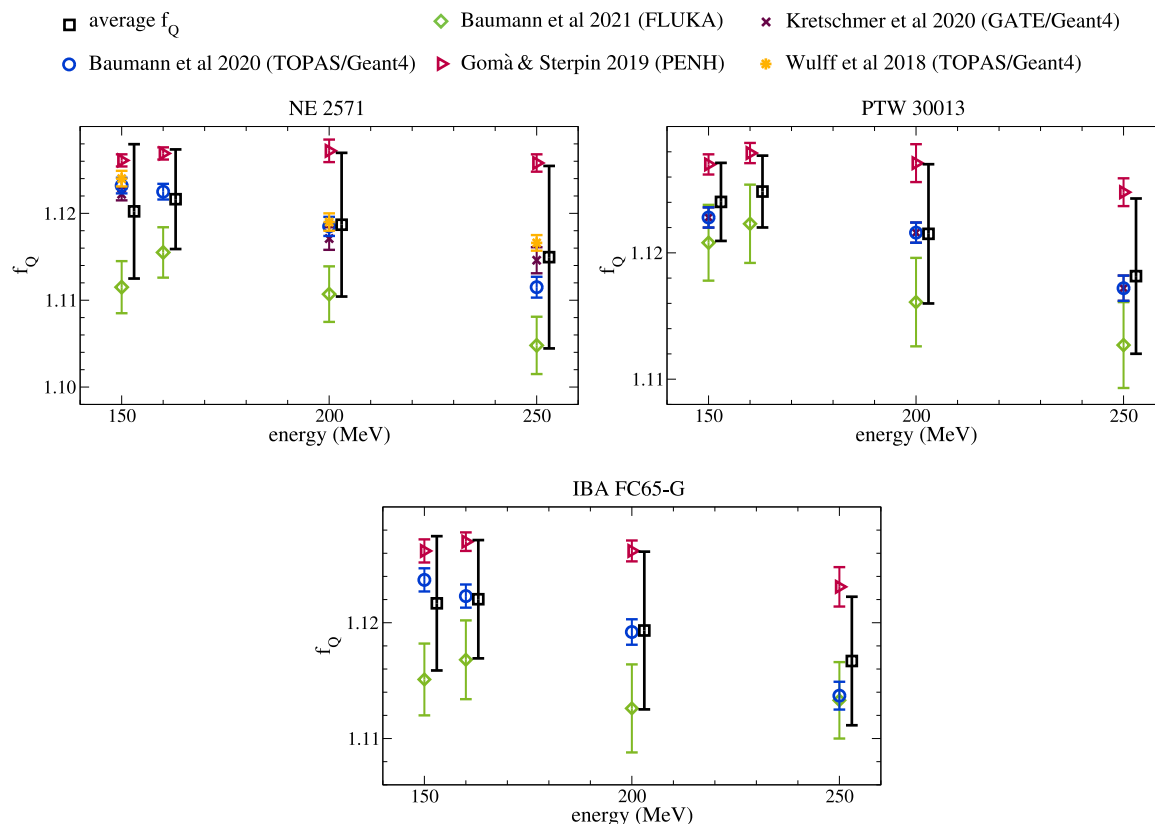 average f_Q
Baumann et al 2021 (FLUKA)
Kretschmer et al 2020 (GATE/Geant4)
Baumann et al 2020 (TOPAS/Geant4)
Gomà & Sterpin 2019 (PENH)
Wulff et al 2018 (TOPAS/Geant4)
NE 2571
1.12
1.11
1.10
f_Q
150
200
250
energy (MeV)
PTW 30013
1.12
1.11
f_Q
150
200
250
energy (MeV)
IBA FC65-G
1.12
1.11
f_Q
150
200
250
energy (MeV)